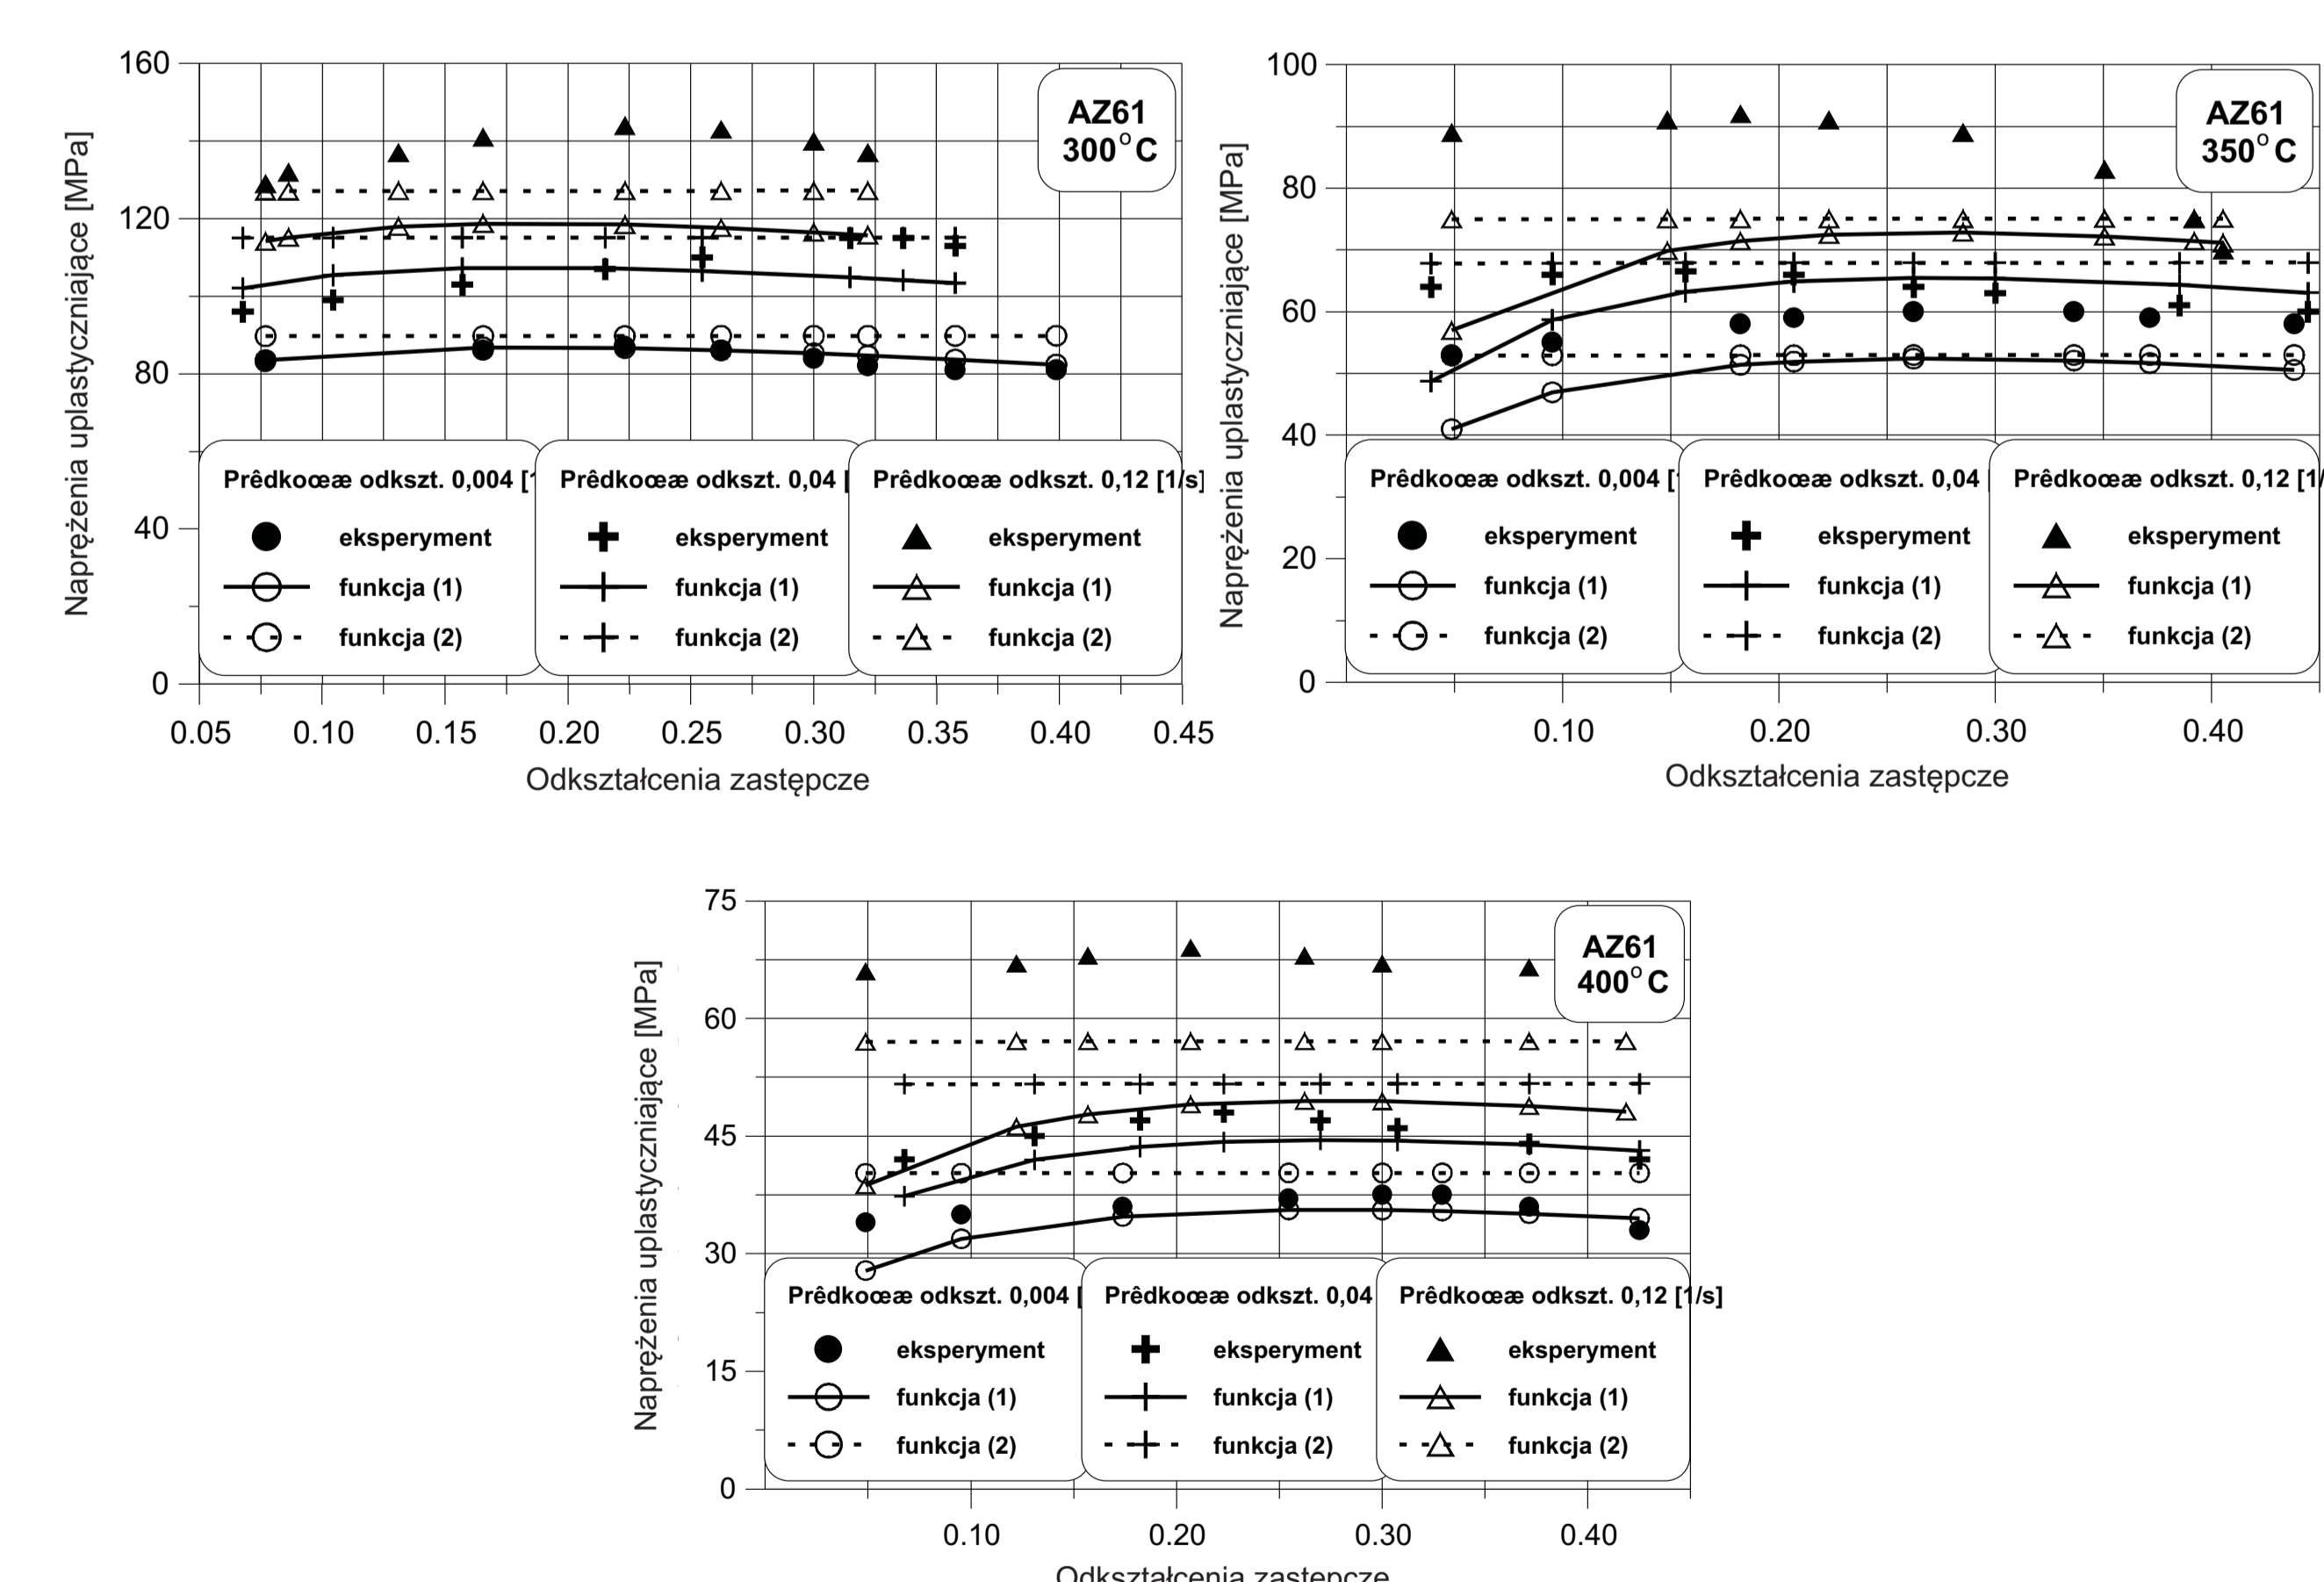 160
120
80
40
0
Naprężenia uplastyczniające [MPa]
AZ61
300°C
Prêdkoœæ odkszt. 0,004 [1
eksperyment
funkcja (1)
funkcja (2)
Prêdkoœæ odkszt. 0,04 [
eksperyment
funkcja (1)
funkcja (2)
Prêdkoœæ odkszt. 0,12 [1/s]
eksperyment
funkcja (1)
funkcja (2)
0.05 0.10 0.15 0.20 0.25 0.30 0.35 0.40 0.45
Odkształcenia zastępcze
100
80
60
40
20
0
Naprężenia uplastyczniające [MPa]
AZ61
350°C
Prêdkoœæ odkszt. 0,004 [1
eksperyment
funkcja (1)
funkcja (2)
Prêdkoœæ odkszt. 0,04 [
eksperyment
funkcja (1)
funkcja (2)
Prêdkoœæ odkszt. 0,12 [1/
eksperyment
funkcja (1)
funkcja (2)
0.10 0.20 0.30 0.40
Odkształcenia zastępcze
75
60
45
30
15
0
Naprężenia uplastyczniające [MPa]
AZ61
400°C
Prêdkoœæ odkszt. 0,004 [
eksperyment
funkcja (1)
funkcja (2)
Prêdkoœæ odkszt. 0,04
eksperyment
funkcja (1)
funkcja (2)
Prêdkoœæ odkszt. 0,12 [1/s]
eksperyment
funkcja (1)
funkcja (2)
0.10 0.20 0.30 0.40
Odkształcenia zastępcze